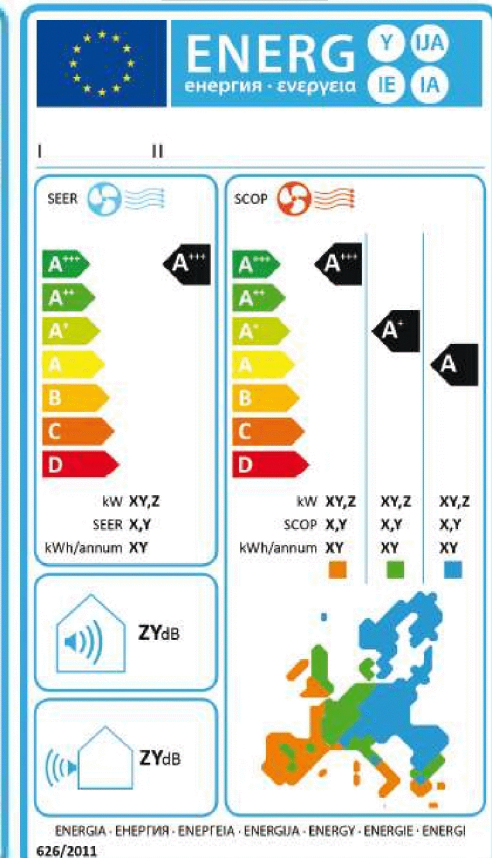 ENERG Y IJA
енергия · ενεργεια IE IA
I II
SEER
A+++ A+++
A++
A+
A
B
C
D
kW XY,Z
SEER X,Y
kWh/annum XY
SCOP
A+++ A+++
A++
A+ A+
A A
B
C
D
kW XY,Z XY,Z XY,Z
SCOP X,Y X,Y X,Y
kWh/annum XY XY XY
ZYdB
ZYdB
ENERGIA · ЕНЕРГИЯ · ΕΝΕΡΓΕΙΑ · ENERGIJA · ENERGY · ENERGIE · ENERGI
626/2011